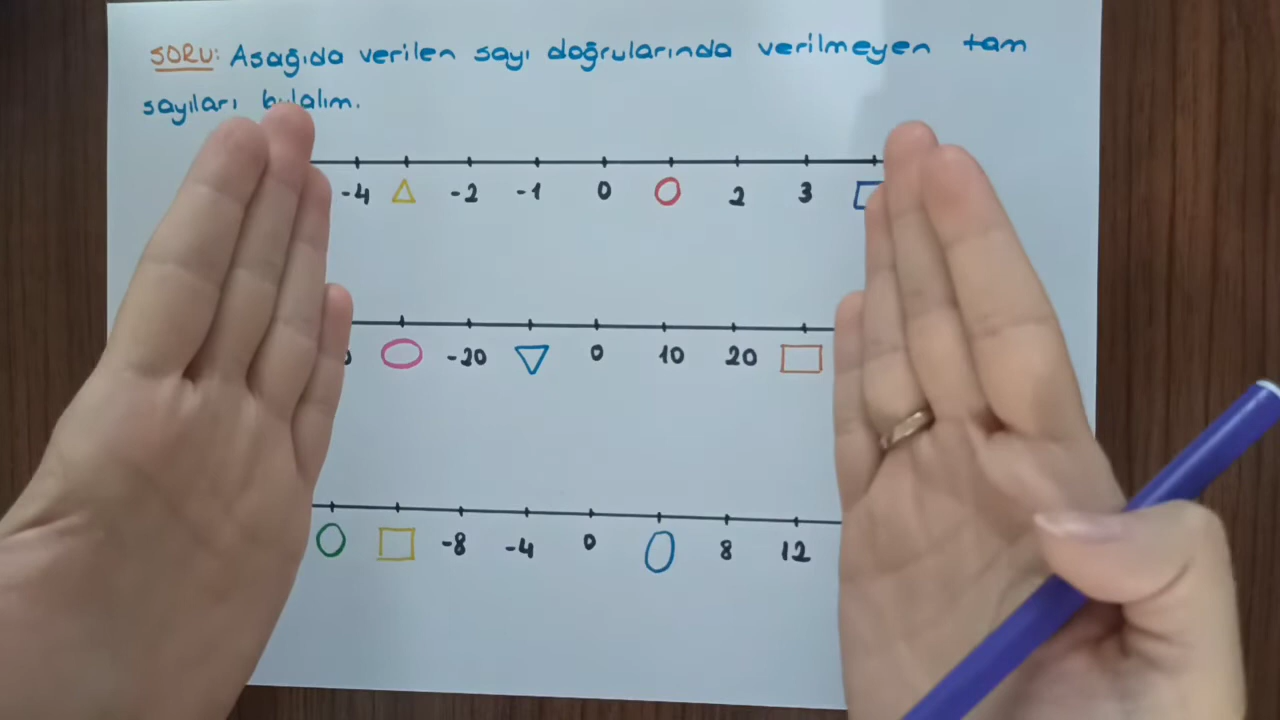 SORU: Asağıda verilen sayı doğrularında verilmeyen tam
sayıları bulalım.
-4 -2 -1 0 2 3
-20 0 10 20
-8 -4 0 8 12